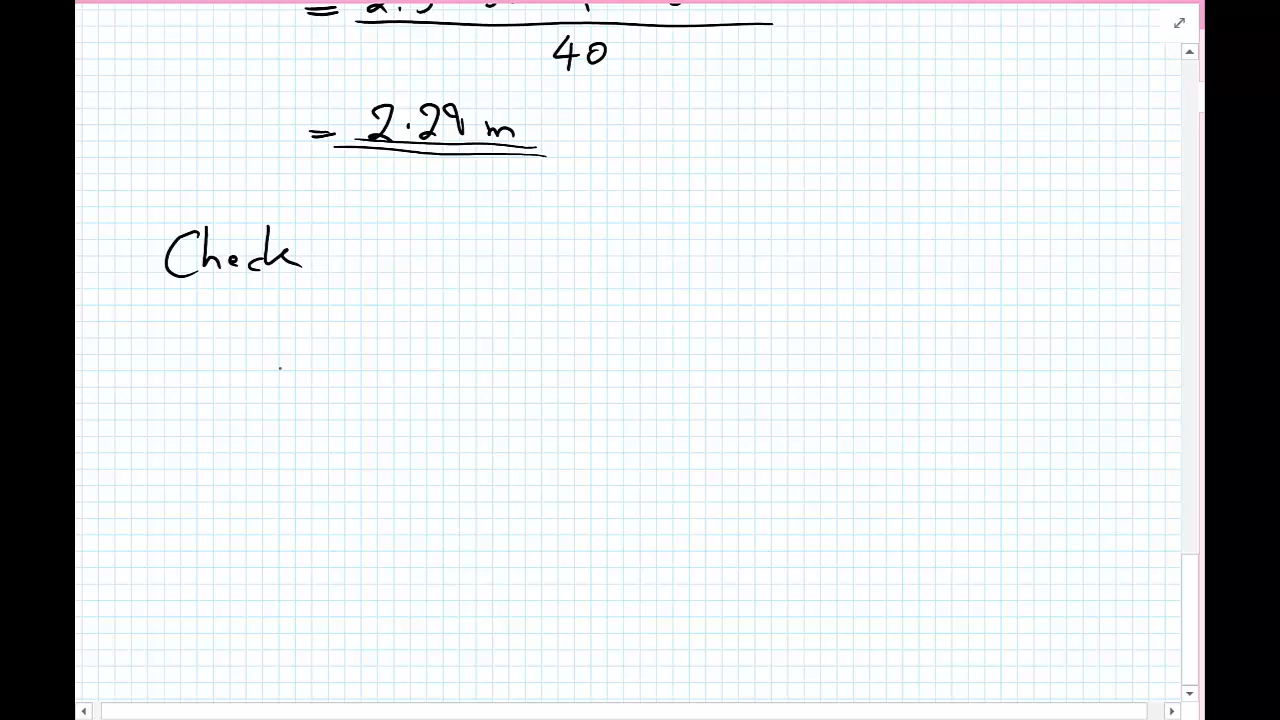 =
40
= 2.29 m
Check